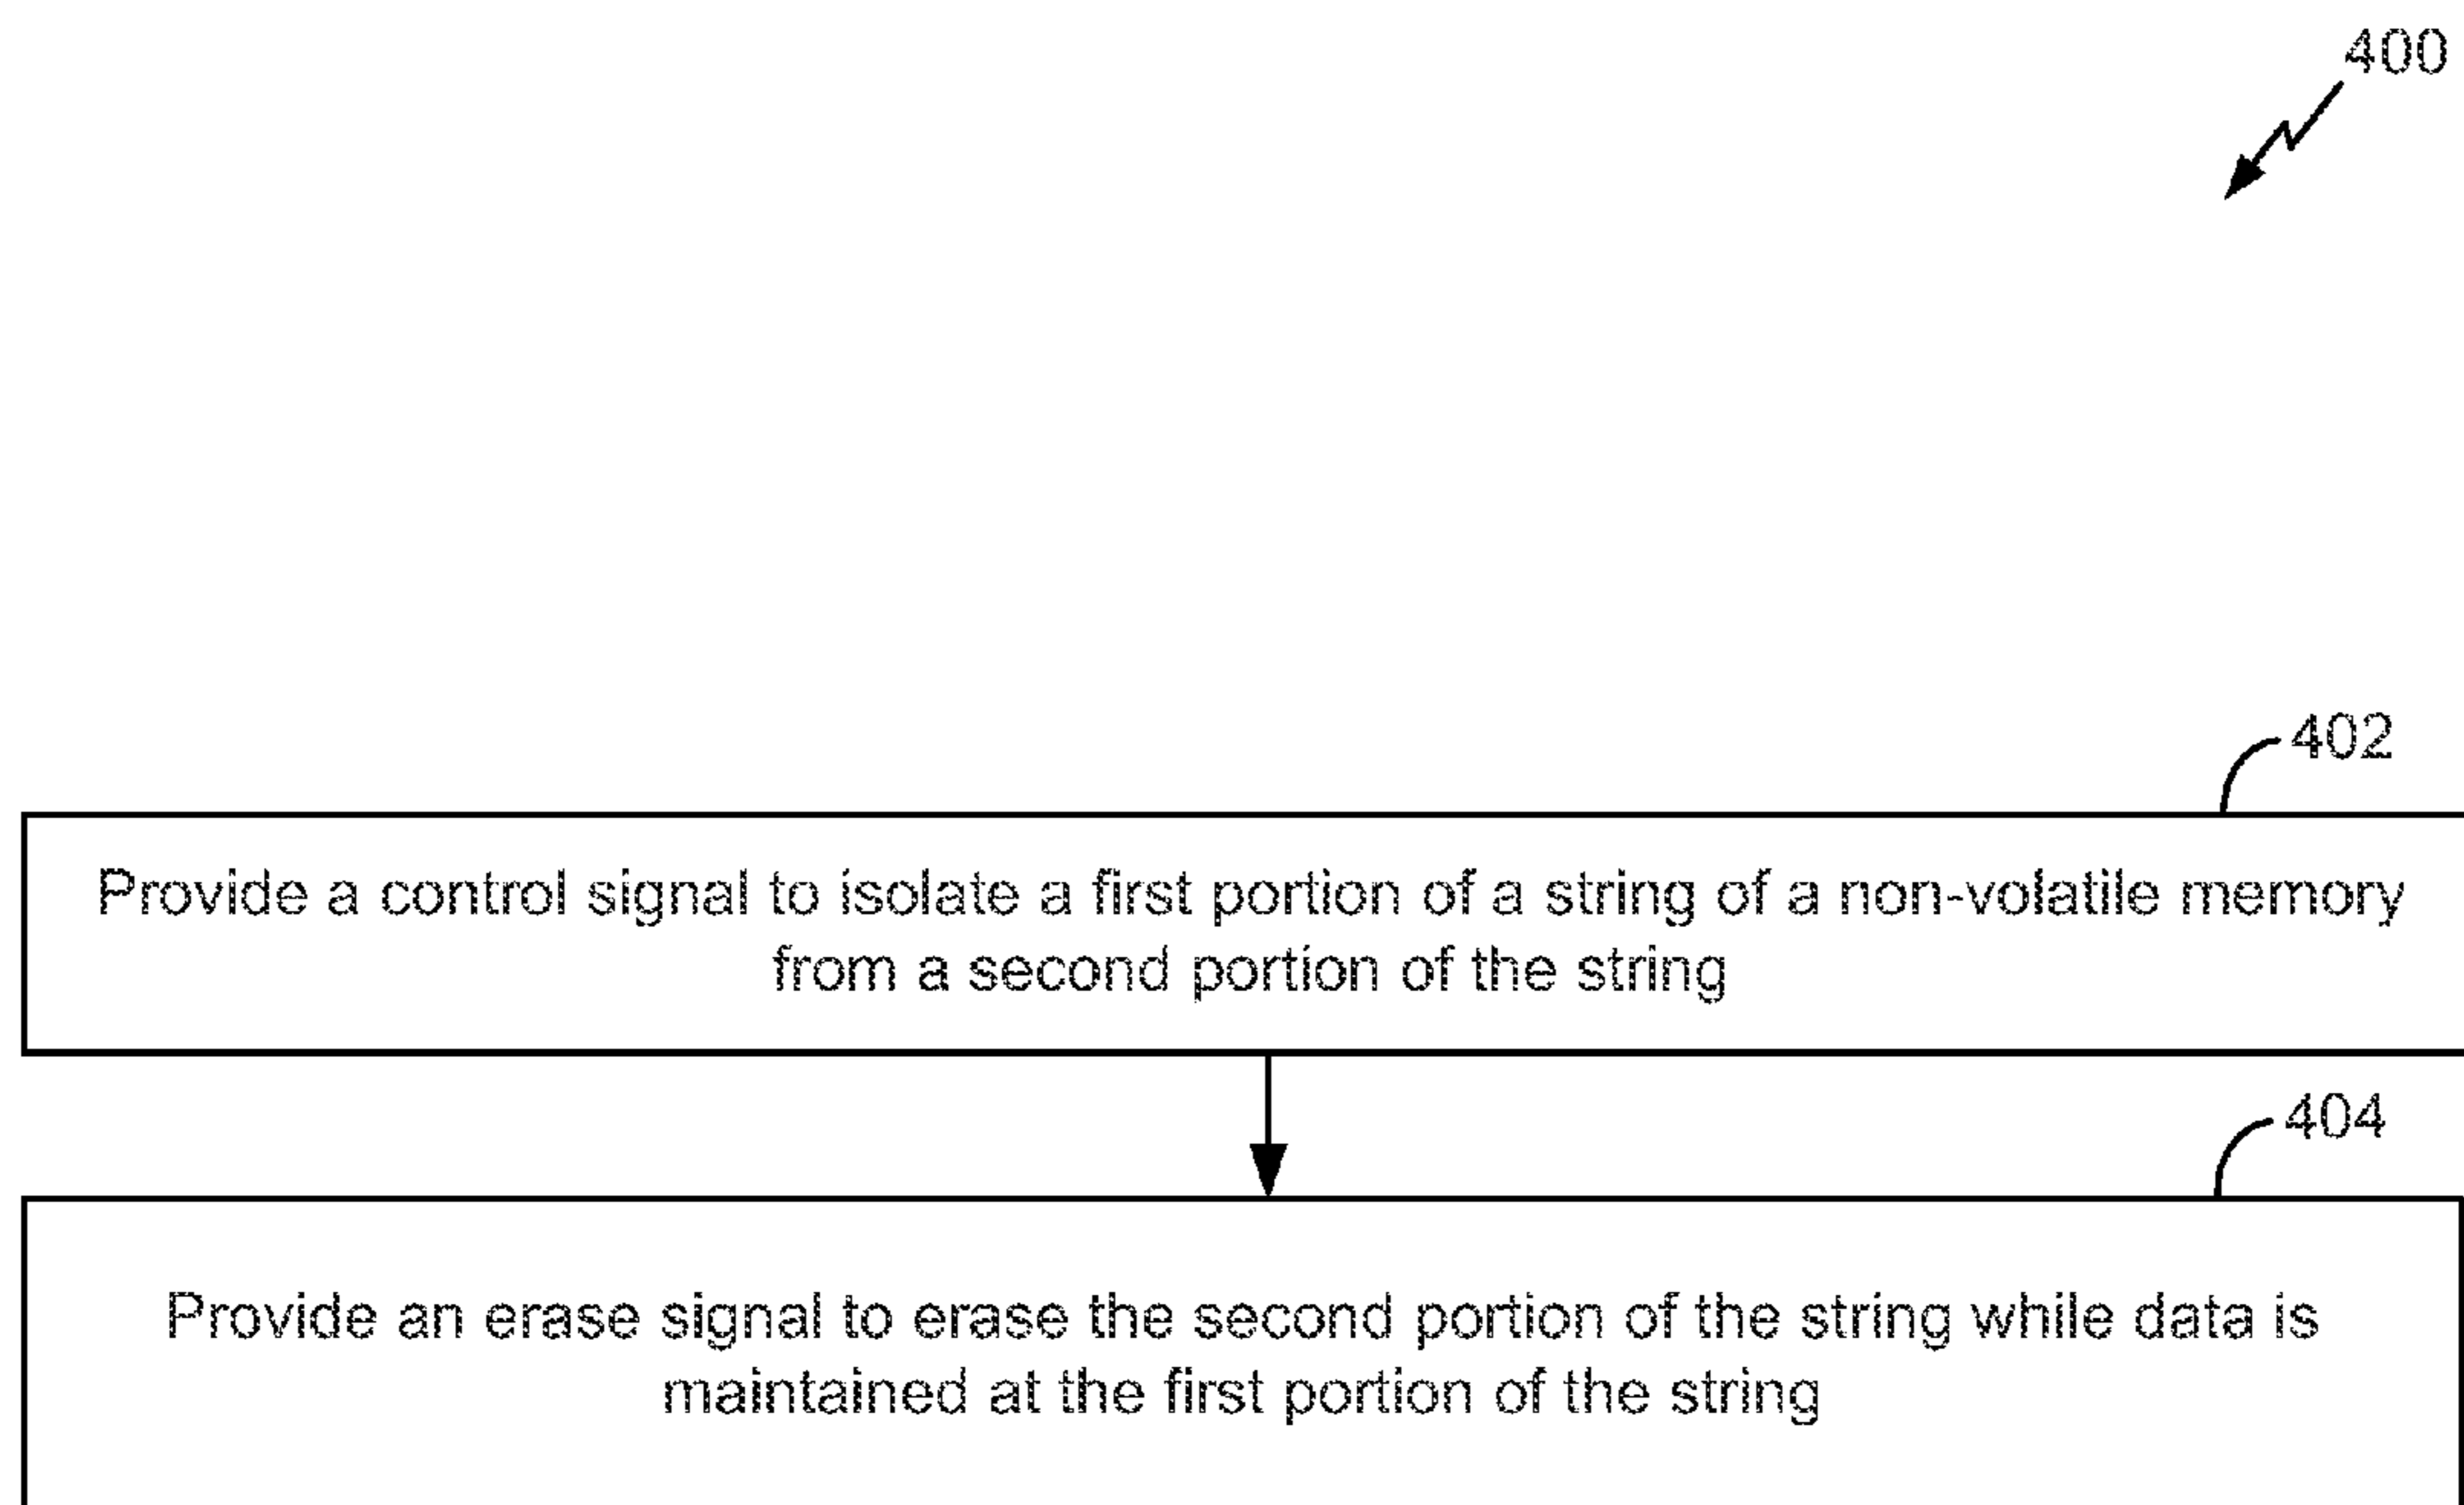 400
402
Provide a control signal to isolate a first portion of a string of a non-volatile memory
from a second portion of the string
404
Provide an erase signal to erase the second portion of the string while data is
maintained at the first portion of the string